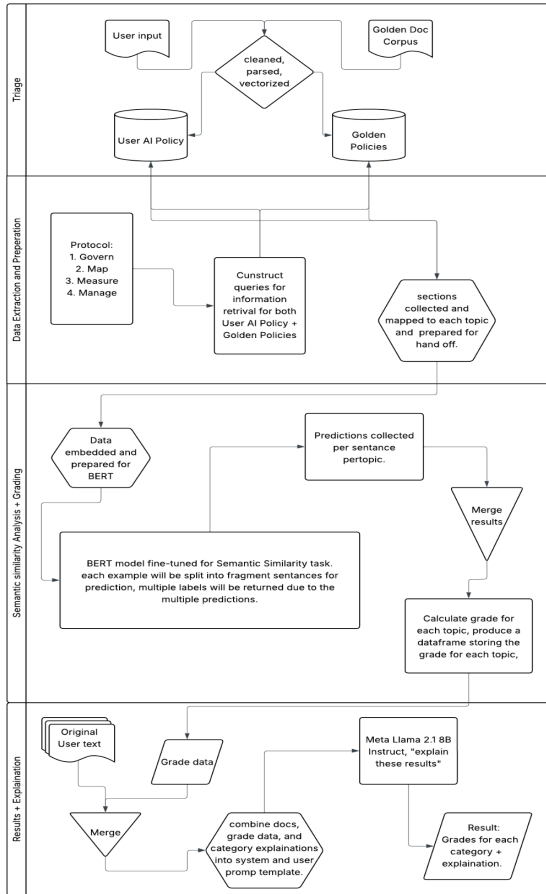 Triage
User input
Golden Doc
Corpus
cleaned,
parsed,
vectorized
User AI Policy
Golden
Policies
Data Extraction and Preperation
Protocol:
1. Govern
2. Map
3. Measure
4. Manage
Cunstruct
queries for
information
retrival for both
User AI Policy +
Golden Policies
sections
collected and
mapped to each topic
and prepared for
hand off.
Semantic similarity Analysis + Grading
Data
embedded and
prepared for
BERT
Predictions collected
per sentance
pertopic.
Merge
results
BERT model fine-tuned for Semantic Similarity task.
each example will be split into fragment sentances for
prediction, multiple labels will be returned due to the
multiple predictions.
Calculate grade for
each topic, produce a
dataframe storing the
grade for each topic,
Results + Explaination
Original
User text
Grade data
Merge
combine docs,
grade data, and
category explainations
into system and user
promp template.
Meta Llama 2.1 8B
Instruct, "explain
these results"
Result:
Grades for each
category +
explaination.